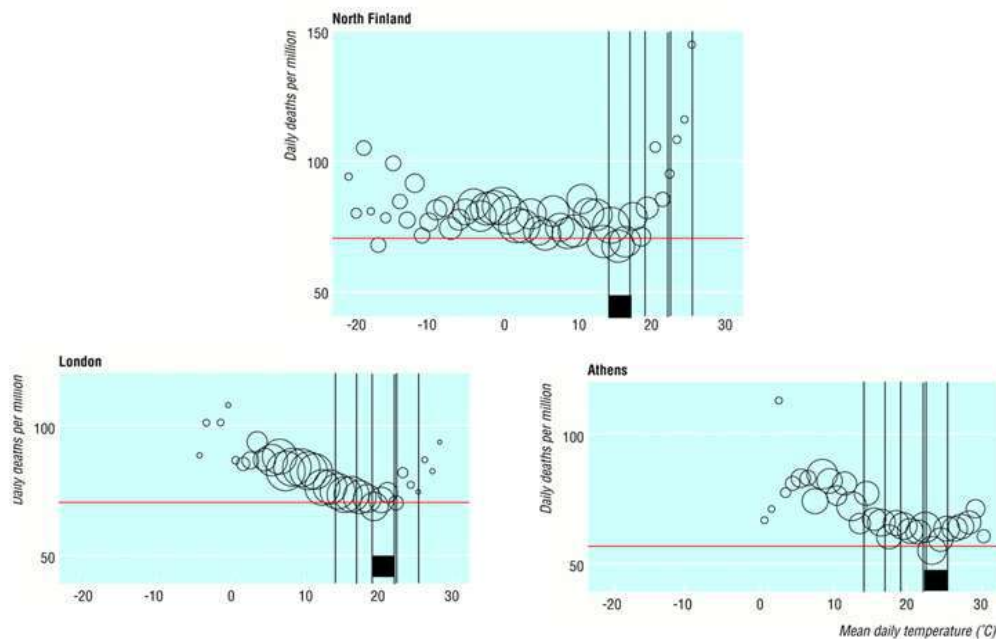 North Finland
Daily deaths per million
150
100
50
-20 -10 0 10 20 30
London
Daily deaths per million
100
50
-20 -10 0 10 20 30
Athens
Daily deaths per million
100
50
-20 -10 0 10 20 30
Mean daily temperature (˚C)